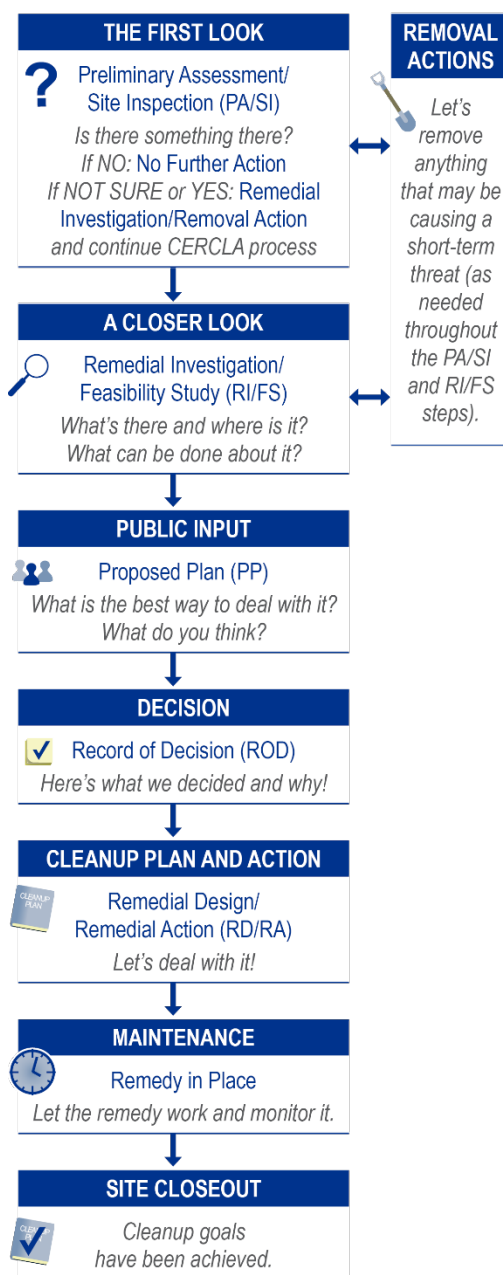 THE FIRST LOOK
?
Preliminary Assessment/
Site Inspection (PA/SI)
Is there something there?
If NO: No Further Action
If NOT SURE or YES: Remedial
Investigation/Removal Action
and continue CERCLA process
REMOVAL
ACTIONS
Let's
remove
anything
that may be
causing a
short-term
threat (as
needed
throughout
the PA/SI
and RI/FS
steps).
A CLOSER LOOK
Remedial Investigation/
Feasibility Study (RI/FS)
What's there and where is it?
What can be done about it?
PUBLIC INPUT
Proposed Plan (PP)
What is the best way to deal with it?
What do you think?
DECISION
Record of Decision (ROD)
Here's what we decided and why!
CLEANUP PLAN AND ACTION
CLEANUP
PLAN
Remedial Design/
Remedial Action (RD/RA)
Let's deal with it!
MAINTENANCE
Remedy in Place
Let the remedy work and monitor it.
SITE CLOSEOUT
Cleanup goals
have been achieved.